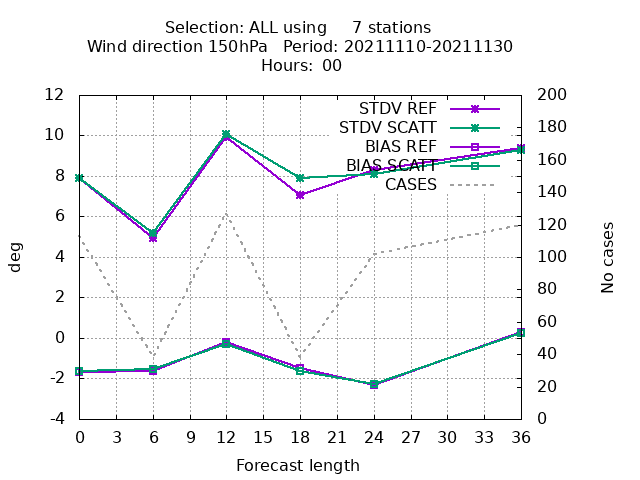 Selection: ALL using     7 stations
Wind direction 150hPa   Period: 20211110-20211130
Hours: 00
12
10
8
6
4
2
0
-2
-4
deg
200
180
160
140
120
100
80
60
40
20
0
No cases
STDV REF
STDV SCATT
BIAS REF
BIAS SCATT
CASES
0 3 6 9 12 15 18 21 24 27 30 33 36
Forecast length